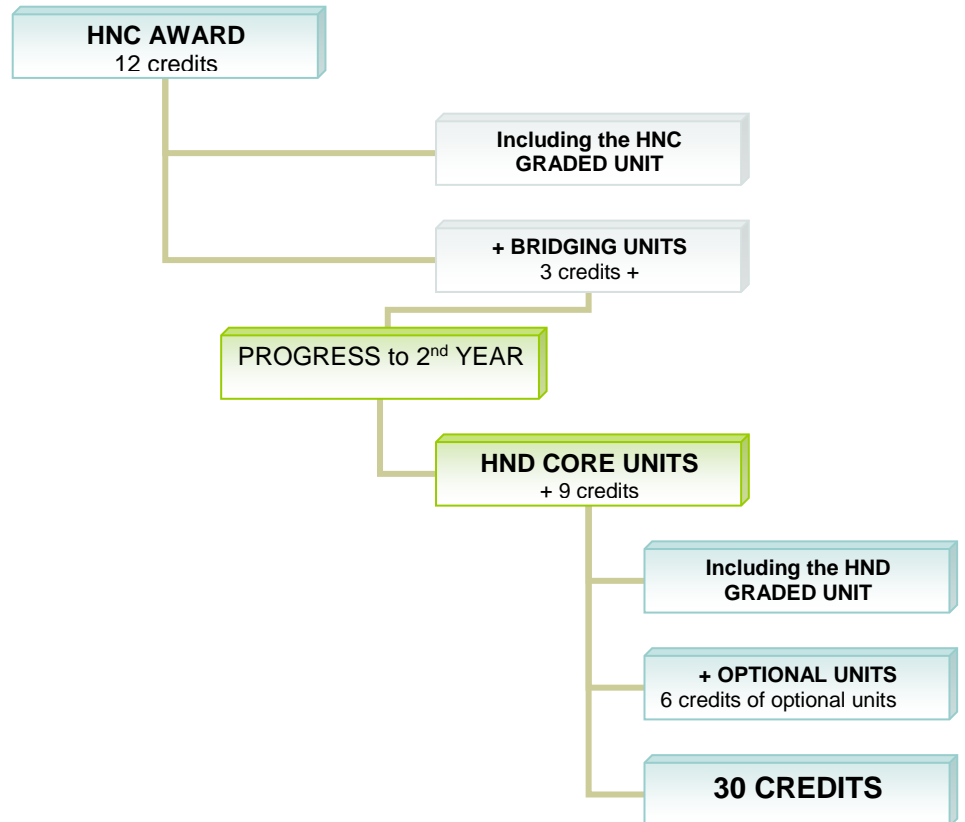 HNC AWARD
12 credits
Including the HNC
GRADED UNIT
+ BRIDGING UNITS
3 credits +
PROGRESS to 2nd YEAR
HND CORE UNITS
+ 9 credits
Including the HND
GRADED UNIT
+ OPTIONAL UNITS
6 credits of optional units
30 CREDITS